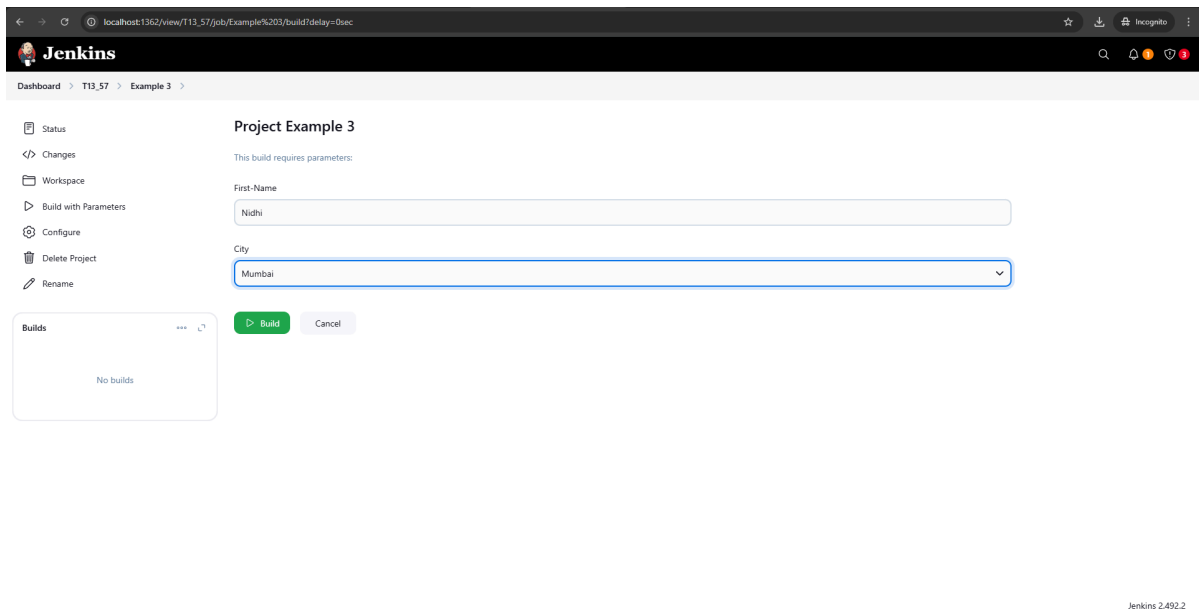 localhost:1362/view/T13_57/job/Example%203/build?delay=0sec
Incognito
Jenkins
1
3
Dashboard > T13_57 > Example 3 >
Status
Changes
Workspace
Build with Parameters
Configure
Delete Project
Rename
Builds
No builds
Project Example 3
This build requires parameters:
First-Name
Nidhi
City
Mumbai
Build Cancel
Jenkins 2.492.2